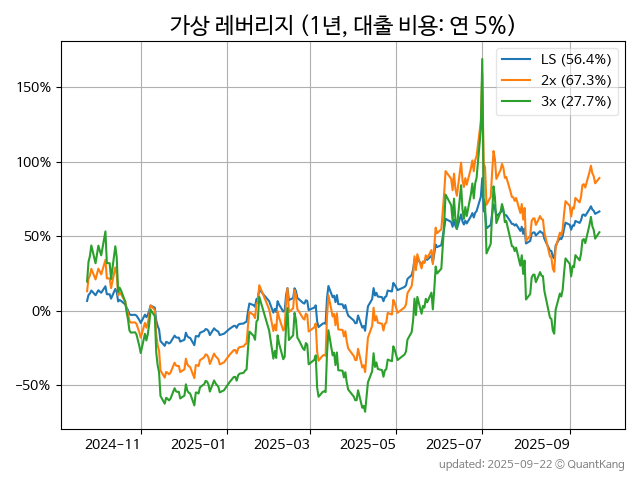 가상 레버리지 (1년, 대출 비용: 연 5%)
LS (56.4%)
2x (67.3%)
3x (27.7%)
150%
100%
50%
0%
−50%
2024-11 2025-01 2025-03 2025-05 2025-07 2025-09
updated: 2025-09-22 © QuantKang